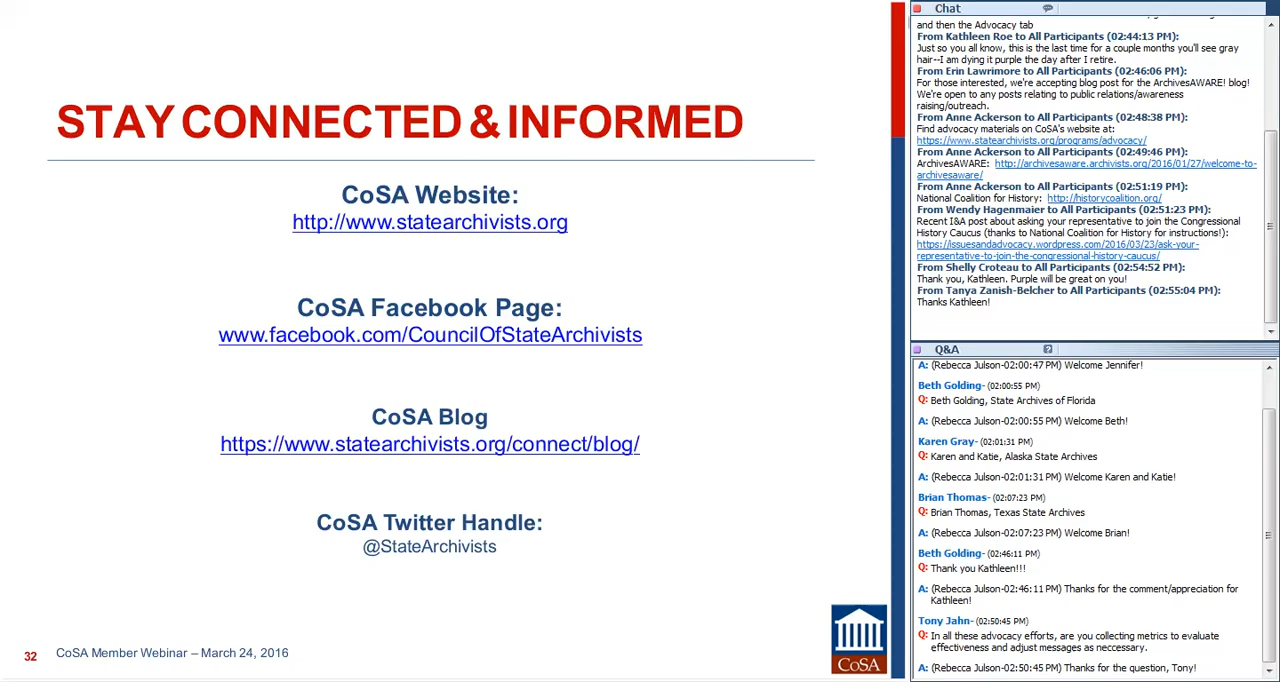 STAY CONNECTED & INFORMED
CoSA Website:
http://www.statearchivists.org
CoSA Facebook Page:
www.facebook.com/CouncilOfStateArchivists
CoSA Blog
https://www.statearchivists.org/connect/blog/
CoSA Twitter Handle:
@StateArchivists
CoSA
32
CoSA Member Webinar – March 24, 2016
Chat
and then the Advocacy tab
From Kathleen Roe to All Participants (02:44:13 PM):
Just so you all know, this is the last time for a couple months you'll see gray
hair--I am dying it purple the day after I retire.
From Erin Lawrimore to All Participants (02:46:06 PM):
For those interested, we're accepting blog post for the ArchivesAWARE! blog!
We're open to any posts relating to public relations/awareness
raising/outreach.
From Anne Ackerson to All Participants (02:48:38 PM):
Find advocacy materials on CoSA's website at:
https://www.statearchivists.org/programs/advocacy/
From Anne Ackerson to All Participants (02:49:46 PM):
ArchivesAWARE: http://archivesaware.archivists.org/2016/01/27/welcome-to-
archivesaware/
From Anne Ackerson to All Participants (02:51:19 PM):
National Coalition for History: http://historycoalition.org/
From Wendy Hagenmaier to All Participants (02:51:23 PM):
Recent I&A post about asking your representative to join the Congressional
History Caucus (thanks to National Coalition for History for instructions!):
https://issuesandadvocacy.wordpress.com/2016/03/23/ask-your-
representative-to-join-the-congressional-history-caucus/
From Shelly Croteau to All Participants (02:54:52 PM):
Thank you, Kathleen. Purple will be great on you!
From Tanya Zanish-Belcher to All Participants (02:55:04 PM):
Thanks Kathleen!
Q&A
A: (Rebecca Julson-02:00:47 PM) Welcome Jennifer!
Beth Golding- (02:00:55 PM)
Q: Beth Golding, State Archives of Florida
A: (Rebecca Julson-02:00:55 PM) Welcome Beth!
Karen Gray- (02:01:31 PM)
Q: Karen and Katie, Alaska State Archives
A: (Rebecca Julson-02:01:31 PM) Welcome Karen and Katie!
Brian Thomas- (02:07:23 PM)
Q: Brian Thomas, Texas State Archives
A: (Rebecca Julson-02:07:23 PM) Welcome Brian!
Beth Golding- (02:46:11 PM)
Q: Thank you Kathleen!!!
A: (Rebecca Julson-02:46:11 PM) Thanks for the comment/appreciation for
Kathleen!
Tony Jahn- (02:50:45 PM)
Q: In all these advocacy efforts, are you collecting metrics to evaluate
effectiveness and adjust messages as neccessary.
A: (Rebecca Julson-02:50:45 PM) Thanks for the question, Tony!